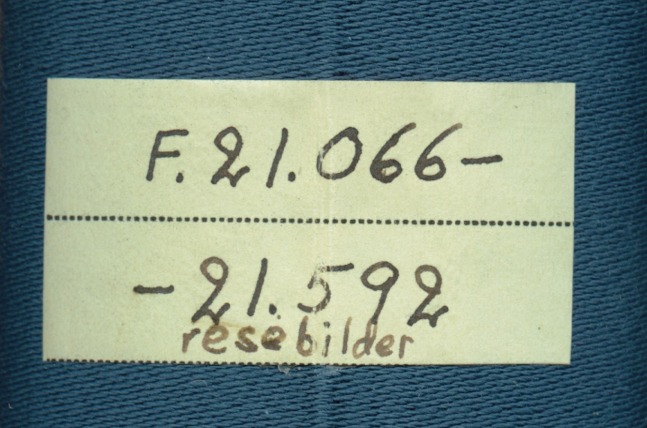 F. 21.066-
- 21.592
resebilder